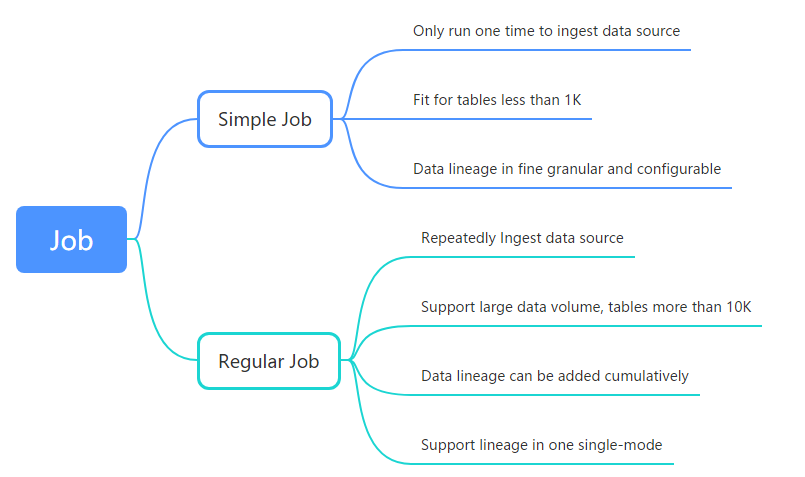 Job
Simple Job
Only run one time to ingest data source
Fit for tables less than 1K
Data lineage in fine granular and configurable
Regular Job
Repeatedly Ingest data source
Support large data volume, tables more than 10K
Data lineage can be added cumulatively
Support lineage in one single-mode